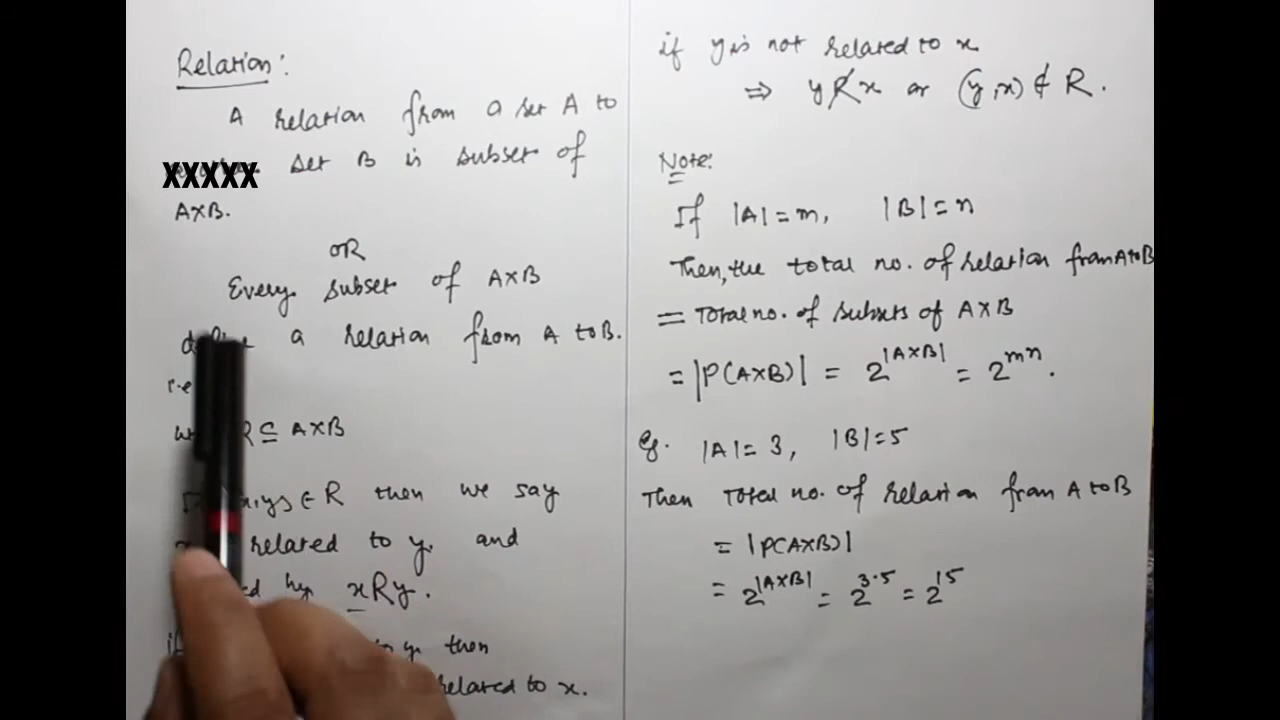 Relation:
A relation from a set A to
XXXXX set B is subset of
A×B.
OR
Every subset of A×B
a relation from A to B.
R ⊆ A×B
∈ R then we say
related to y. and
by xRy.
if y. then
related to x.
if y is not related to x
⇒ y R̸ x or (y,x) ∉ R.
Note:
If |A|=m, |B|=n
Then, the total no. of relation from A to B
= Total no. of subsets of A×B
= |P(A×B)| = 2^|A×B| = 2^mn.
Eg. |A|=3, |B|=5
Then Total no. of relation from A to B
= |P(A×B)|
= 2^|A×B| = 2^3·5 = 2^15